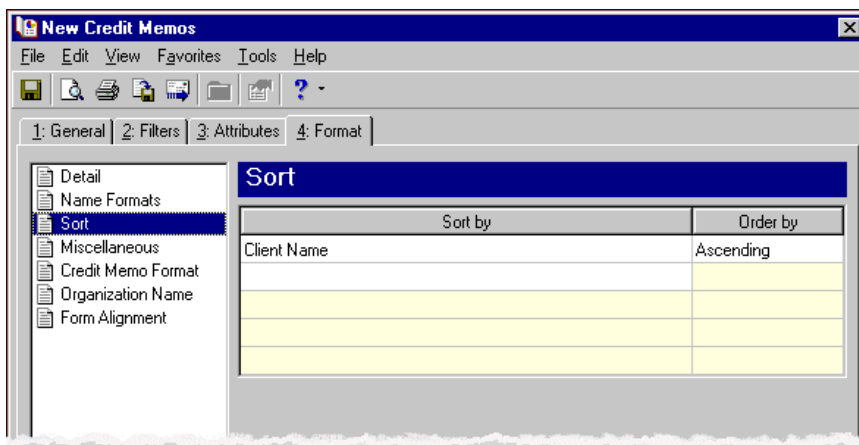 New Credit Memos
File Edit View Favorites Tools Help
?
1: General 2: Filters 3: Attributes 4: Format
Detail
Name Formats
Sort
Miscellaneous
Credit Memo Format
Organization Name
Form Alignment
Sort
Sort by Order by
Client Name Ascending